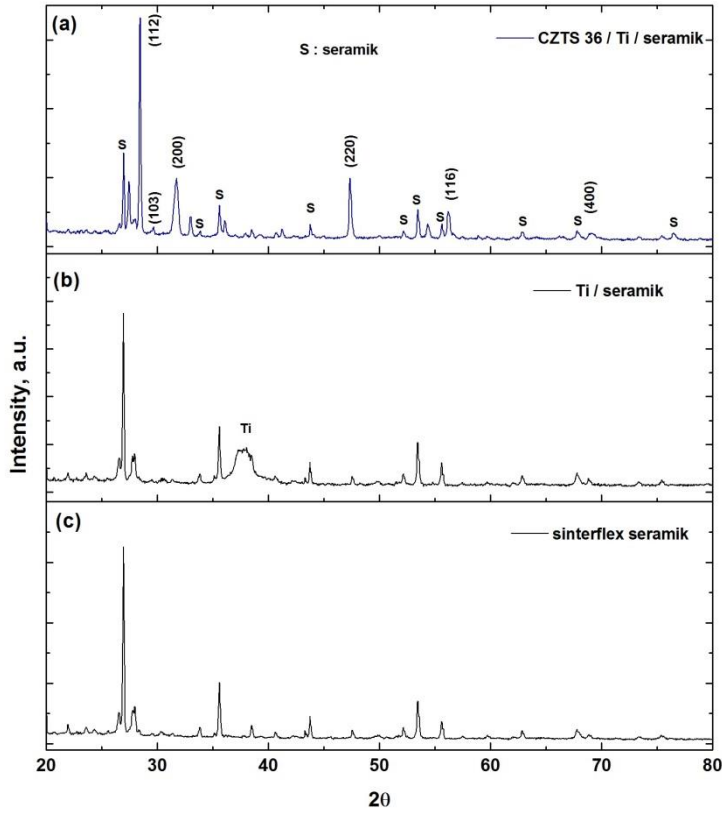 (a)
(112)
S : seramik
CZTS 36 / Ti / seramik
S
(103)
(200)
S
S
S
(220)
S
S
S
(116)
S
S
(400)
S
(b)
Ti / seramik
Ti
(c)
sinterflex seramik
Intensity, a.u.
20
30
40
50
60
70
80
2θ